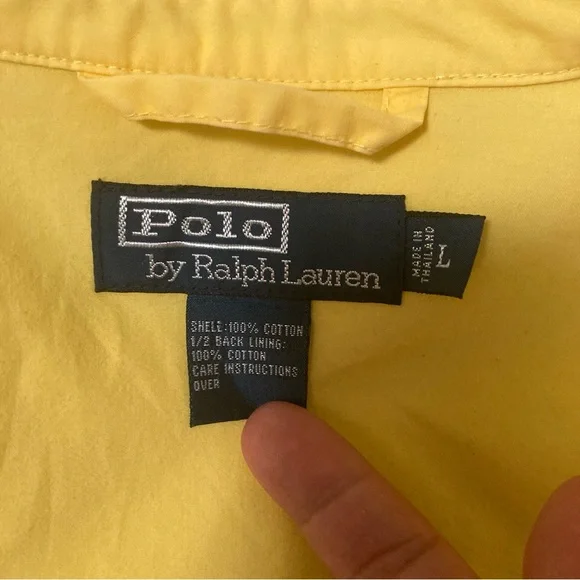 Polo
by Ralph Lauren
MADE IN
THAILAND
L
SHELL:100% COTTON
1/2 BACK LINING:
100% COTTON
CARE INSTRUCTIONS
OVER